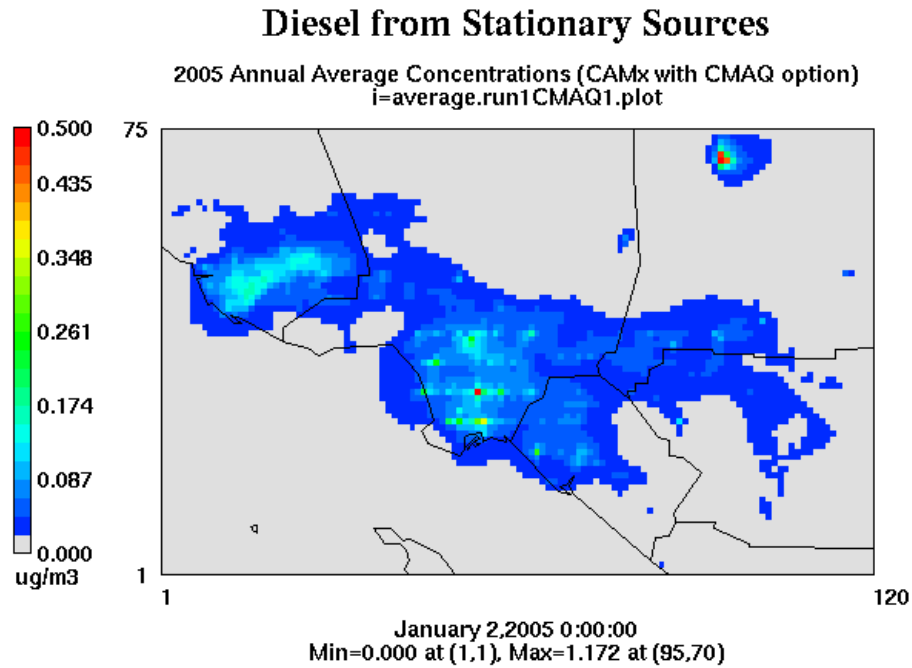 Diesel from Stationary Sources
2005 Annual Average Concentrations (CAMx with CMAQ option)
i=average.run1CMAQ1.plot
0.500
0.435
0.348
0.261
0.174
0.087
0.000
ug/m3
75
1
1
120
January 2,2005 0:00:00
Min=0.000 at (1,1), Max=1.172 at (95,70)